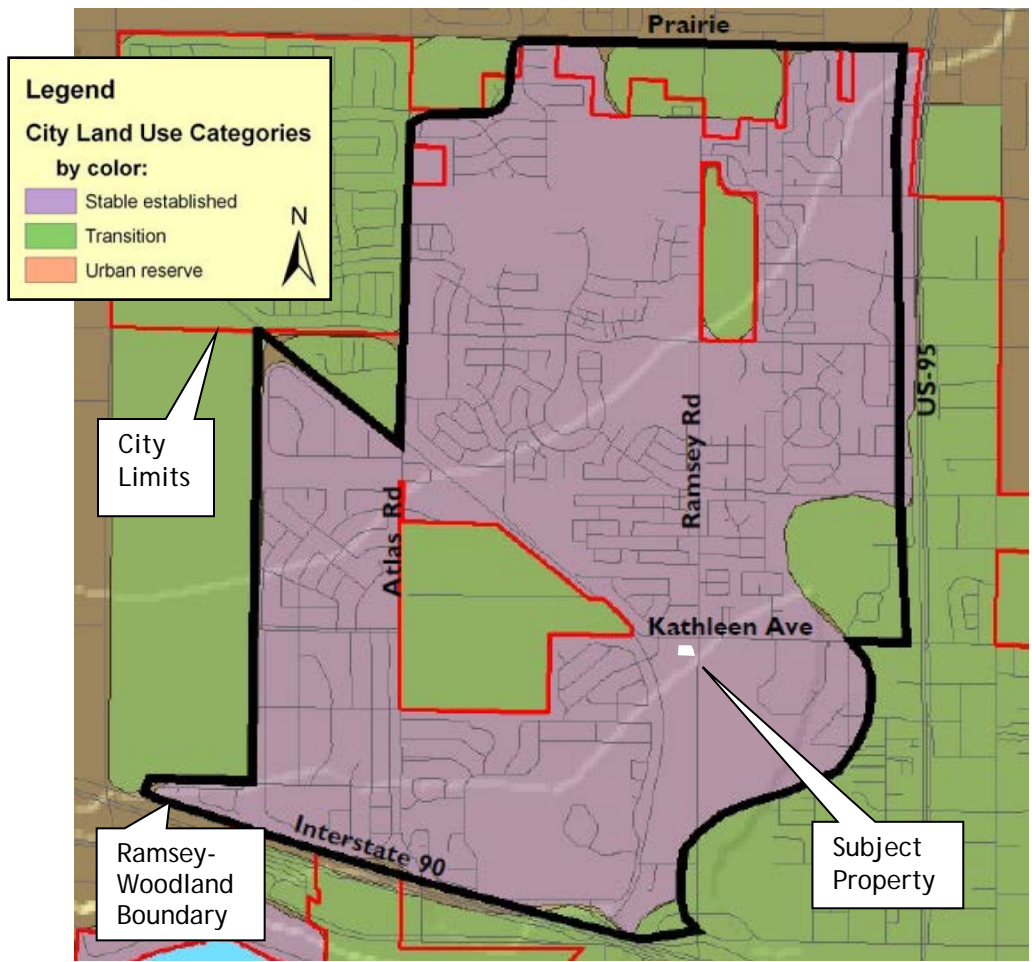 Prairie
Legend
City Land Use Categories
by color:
Stable established
Transition
Urban reserve
N
US-95
City
Limits
Ramsey Rd
Atlas Rd
Kathleen Ave
Interstate 90
Ramsey-
Woodland
Boundary
Subject
Property